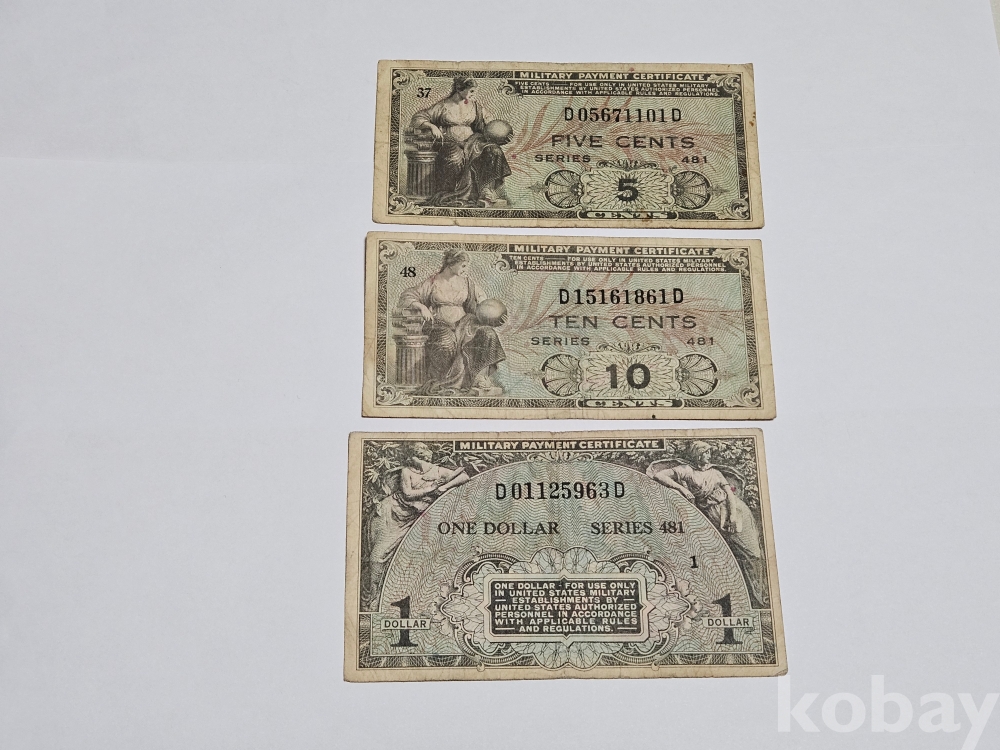 MILITARY PAYMENT CERTIFICATE
FIVE CENTS — FOR USE ONLY IN UNITED STATES MILITARY
ESTABLISHMENTS BY UNITED STATES AUTHORIZED PERSONNEL
IN ACCORDANCE WITH APPLICABLE RULES AND REGULATIONS.
37
D05671101D
FIVE CENTS
SERIES 481
5
CENTS
MILITARY PAYMENT CERTIFICATE
TEN CENTS — FOR USE ONLY IN UNITED STATES MILITARY
ESTABLISHMENTS BY UNITED STATES AUTHORIZED PERSONNEL
IN ACCORDANCE WITH APPLICABLE RULES AND REGULATIONS.
48
D15161861D
TEN CENTS
SERIES 481
10
CENTS
MILITARY PAYMENT CERTIFICATE
D01125963D
ONE DOLLAR SERIES 481
1
ONE DOLLAR - FOR USE ONLY
IN UNITED STATES MILITARY
— ESTABLISHMENTS BY —
UNITED STATES AUTHORIZED
PERSONNEL IN ACCORDANCE
WITH APPLICABLE RULES
— AND REGULATIONS. —
1 DOLLAR
1 DOLLAR
kobay